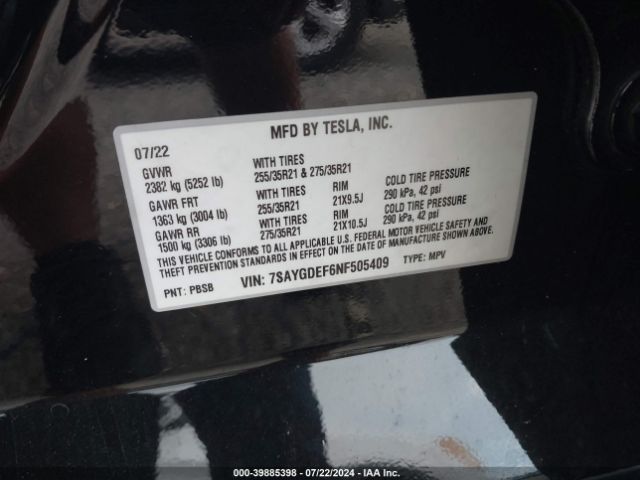 MFD BY TESLA, INC.
07/22
GVWR WITH TIRES
2382 kg (5252 lb) 255/35R21 & 275/35R21
GAWR FRT WITH TIRES RIM COLD TIRE PRESSURE
1363 kg (3004 lb) 255/35R21 21X9.5J 290 kPa, 42 psi
GAWR RR WITH TIRES RIM COLD TIRE PRESSURE
1500 kg (3306 lb) 275/35R21 21X10.5J 290 kPa, 42 psi
THIS VEHICLE CONFORMS TO ALL APPLICABLE U.S. FEDERAL MOTOR VEHICLE SAFETY AND
THEFT PREVENTION STANDARDS IN EFFECT ON THE DATE OF MANUFACTURE SHOWN ABOVE.
PNT: PBSB VIN: 7SAYGDEF6NF505409 TYPE: MPV
000-39885398 - 07/22/2024 - IAA Inc.